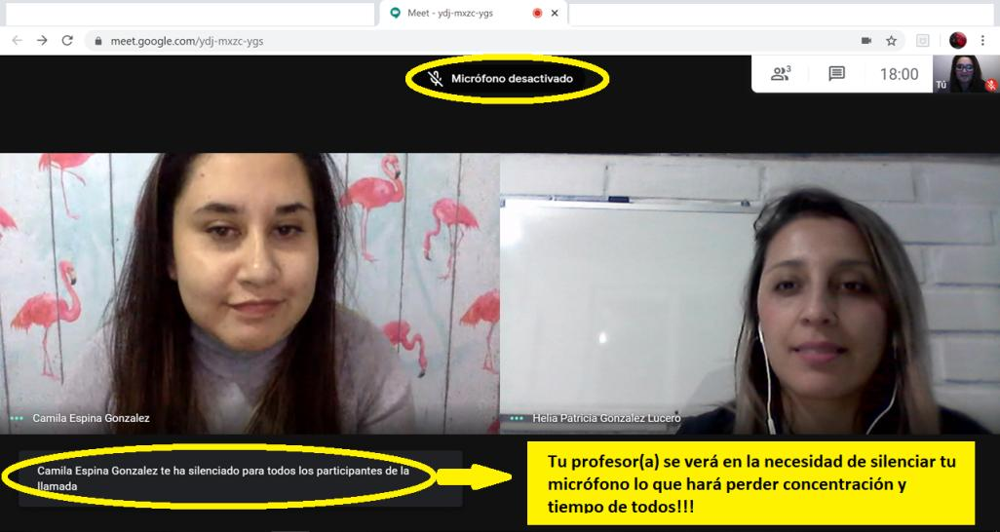 Meet - ydj-mxzc-ygs
meet.google.com/ydj-mxzc-ygs
Micrófono desactivado
3
18:00
Tú
Camila Espina Gonzalez
Helia Patricia Gonzalez Lucero
Camila Espina Gonzalez te ha silenciado para todos los participantes de la
llamada
Tu profesor(a) se verá en la necesidad de silenciar tu
micrófono lo que hará perder concentración y
tiempo de todos!!!